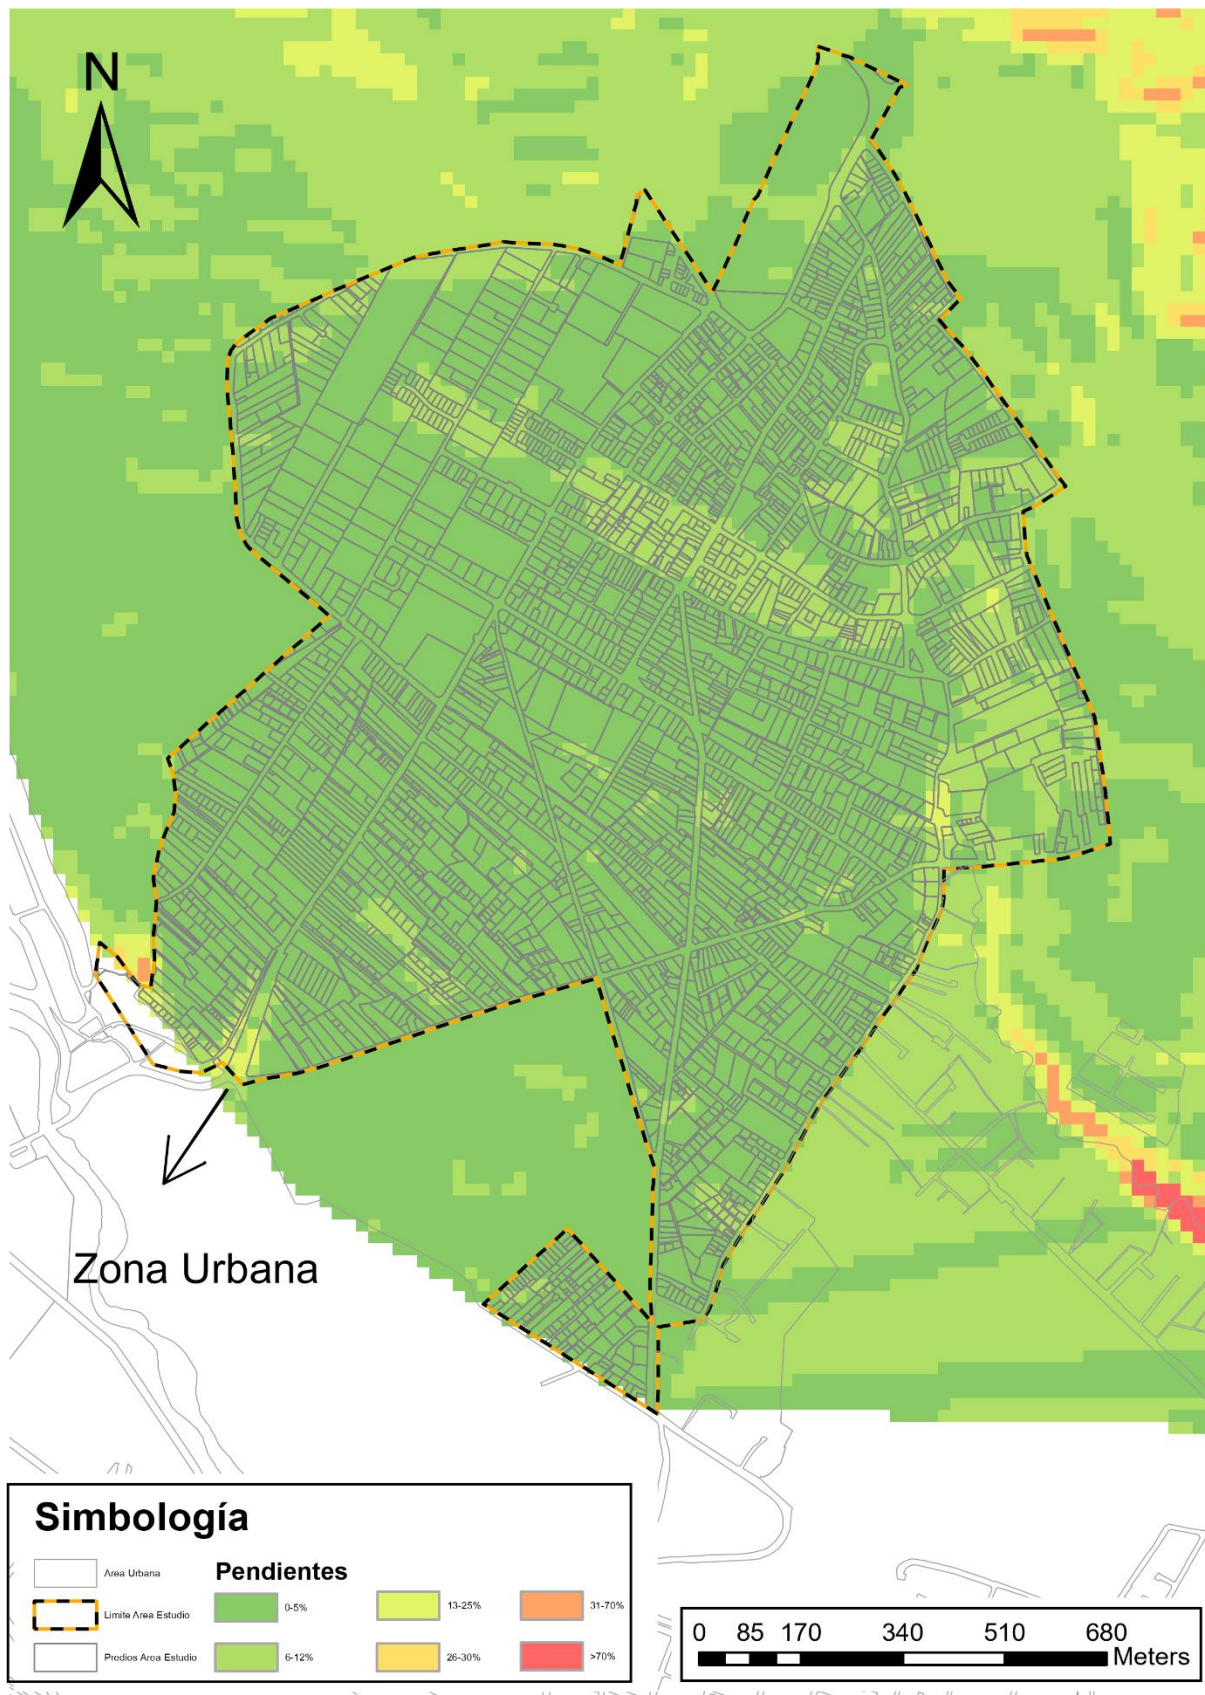 N
Zona Urbana
Simbología
Area Urbana
Limite Area Estudio
Predios Area Estudio
Pendientes
0-5%
13-25%
31-70%
6-12%
26-30%
>70%
0 85 170 340 510 680
Meters